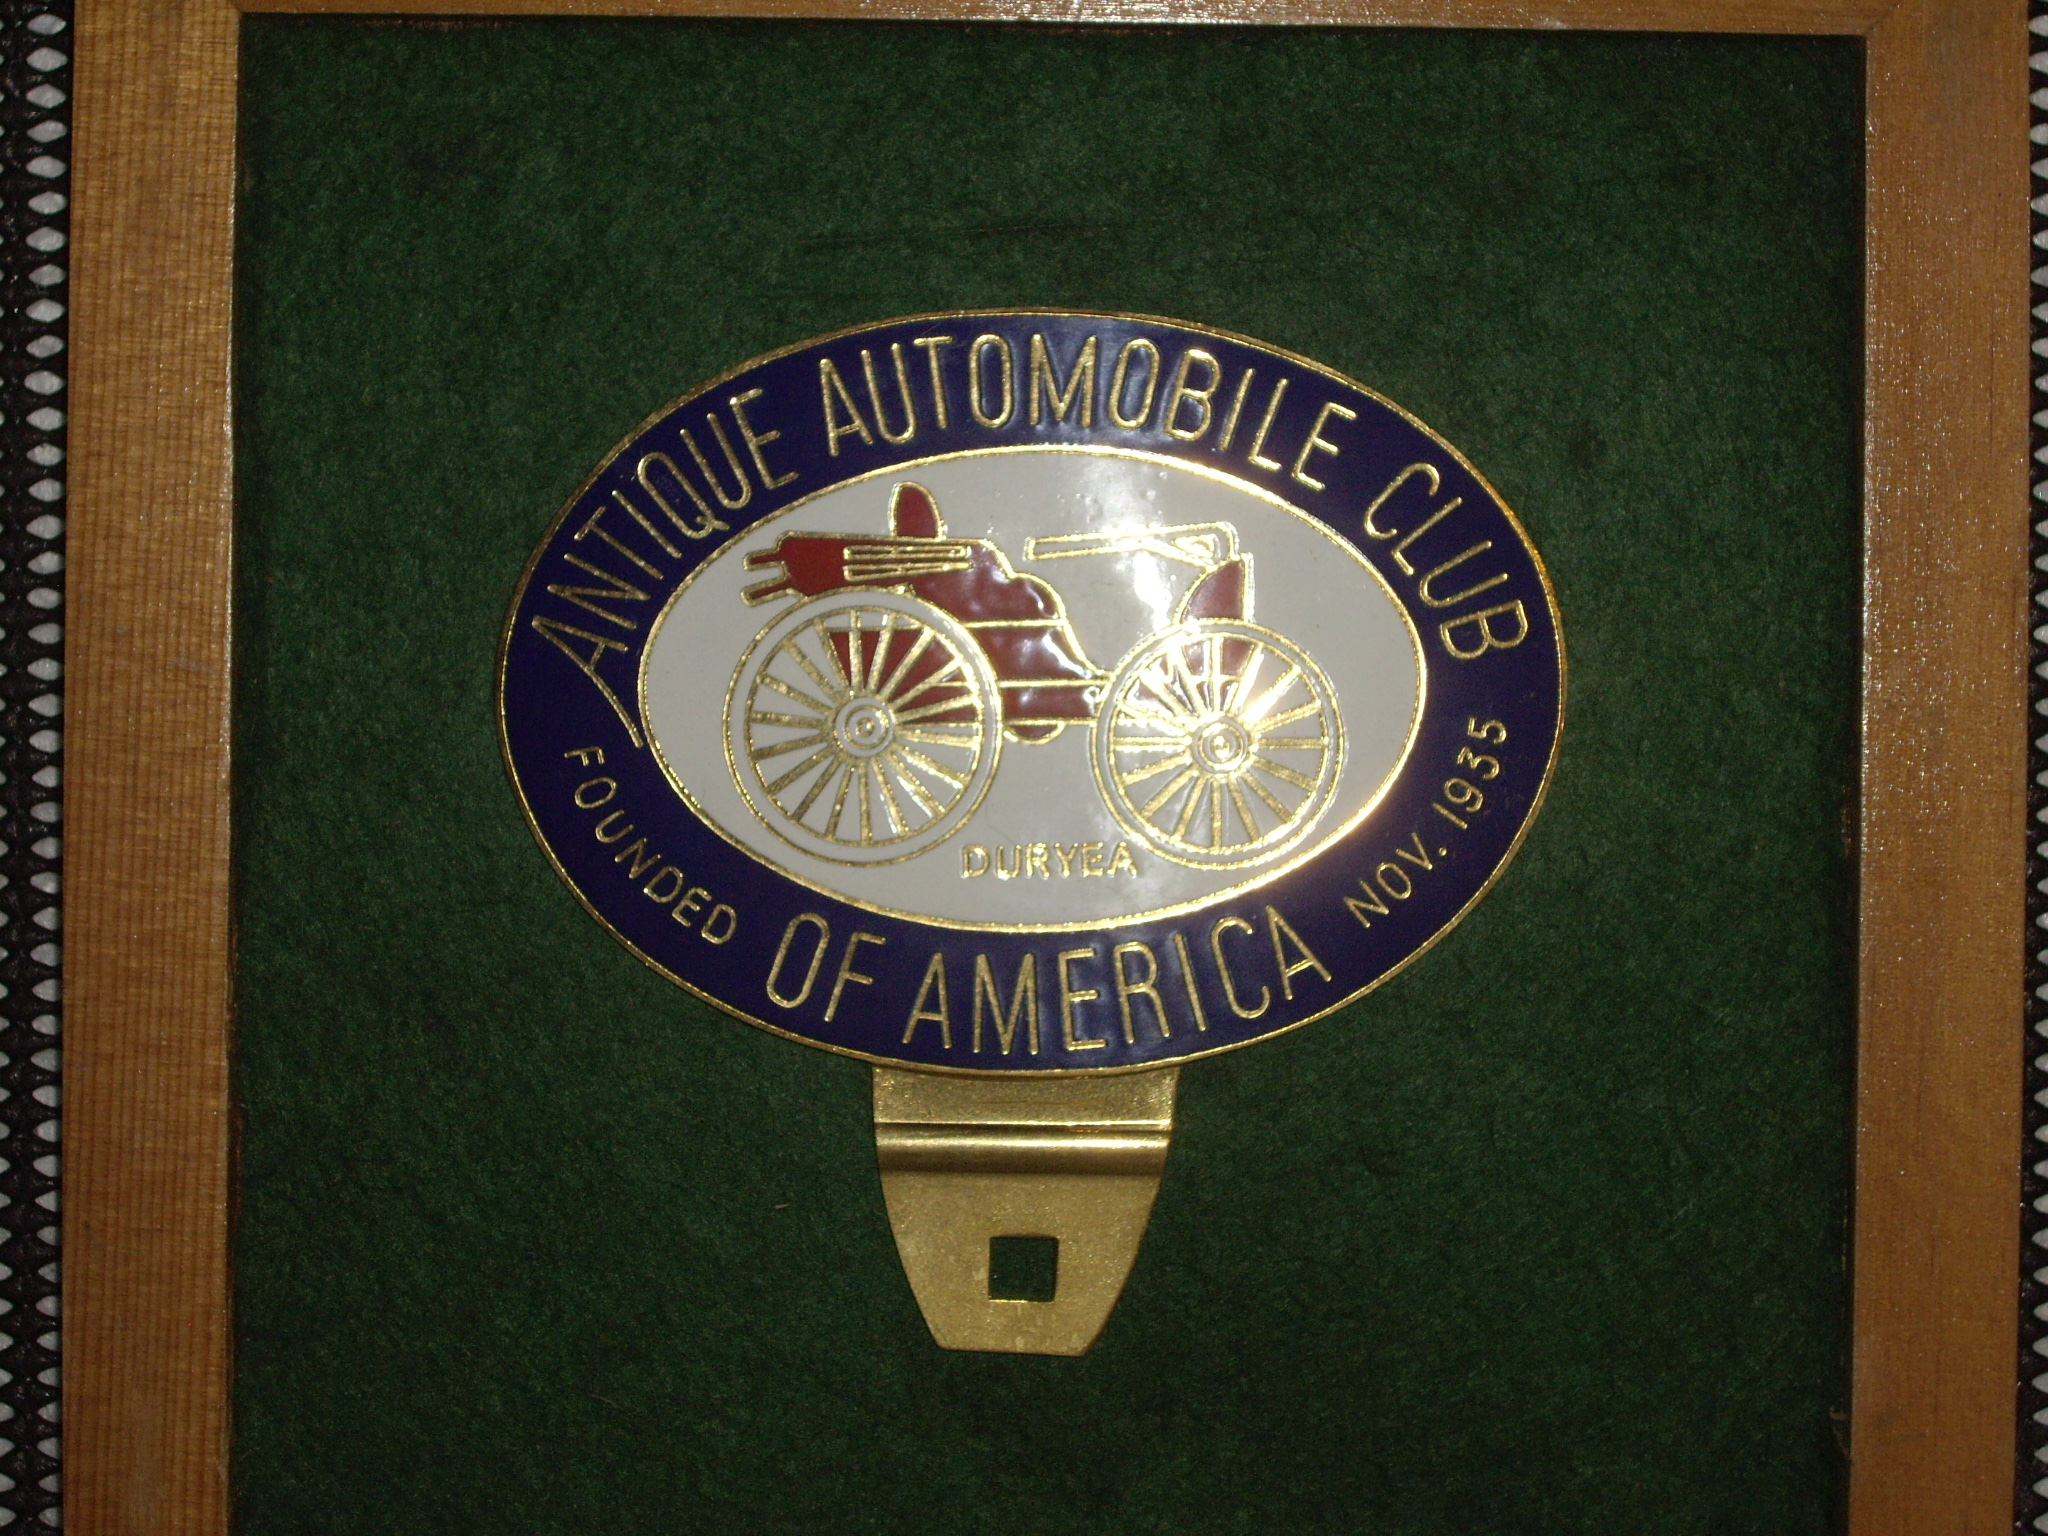 ANTIQUE AUTOMOBILE CLUB
OF AMERICA
FOUNDED
NOV. 1935
DURYEA